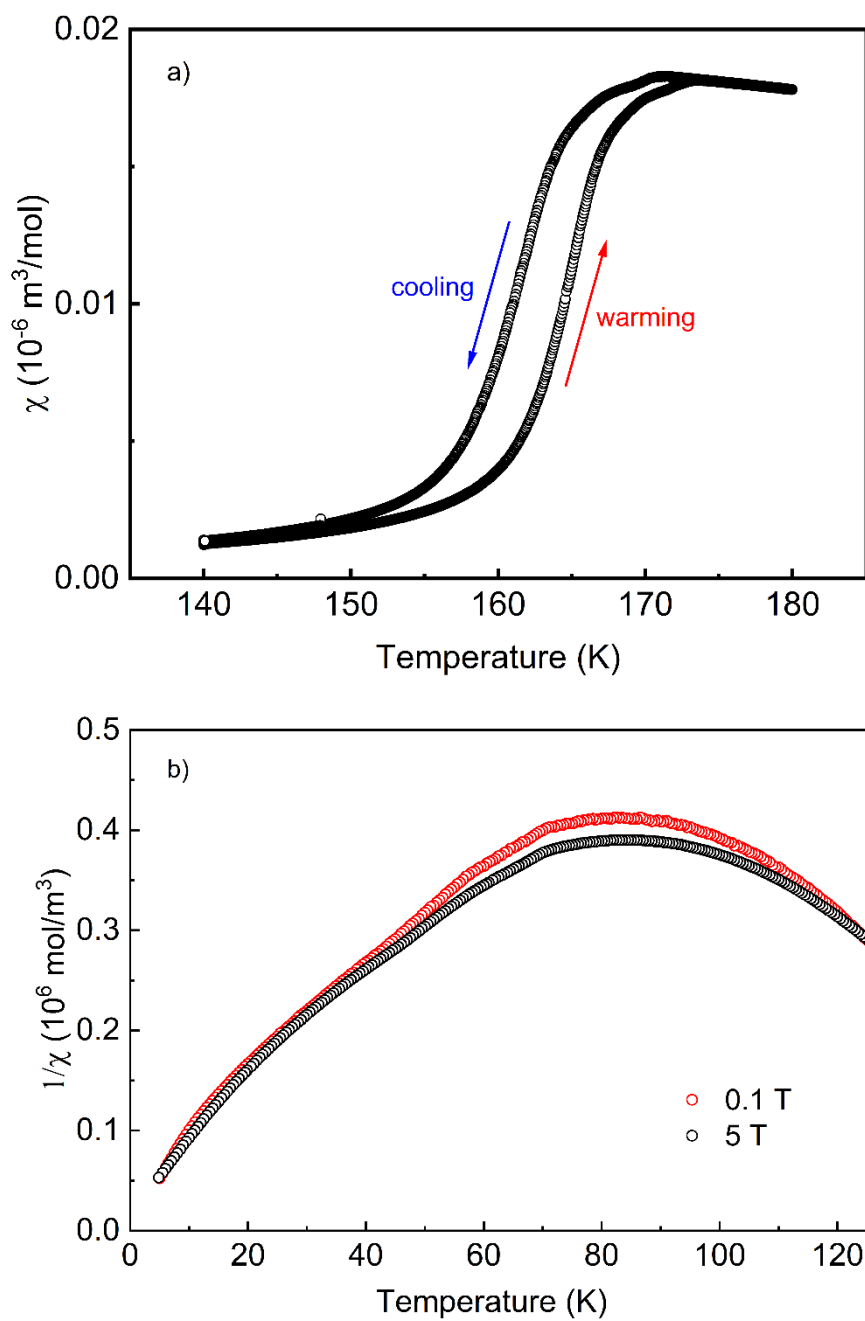 a)
χ (10⁻⁶ m³/mol)
0.02
0.01
0.00
cooling
warming
140 150 160 170 180
Temperature (K)
b)
1/χ (10⁶ mol/m³)
0.5
0.4
0.3
0.2
0.1
0.0
0.1 T
5 T
0 20 40 60 80 100 120
Temperature (K)